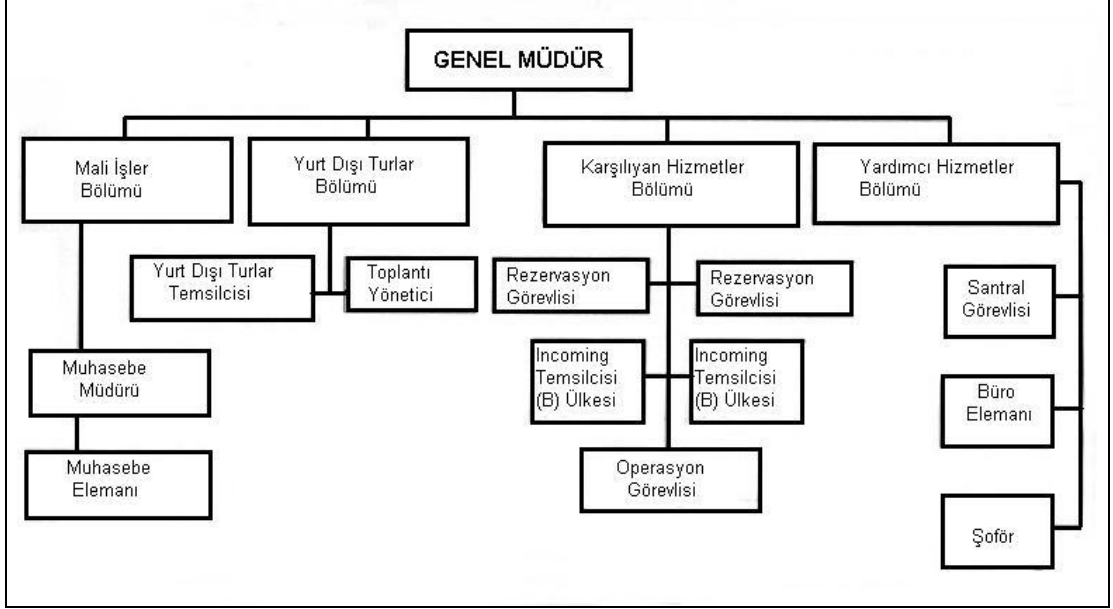 GENEL MÜDÜR
Mali İşler
Bölümü
Yurt Dışı Turlar
Bölümü
Karşılıyan Hizmetler
Bölümü
Yardımcı Hizmetler
Bölümü
Yurt Dışı Turlar
Temsilcisi
Toplantı
Yönetici
Rezervasyon
Görevlisi
Rezervasyon
Görevlisi
Santral
Görevlisi
Muhasebe
Müdürü
Incoming
Temsilcisi
(B) Ülkesi
Incoming
Temsilcisi
(B) Ülkesi
Büro
Elemanı
Muhasebe
Elemanı
Operasyon
Görevlisi
Şoför